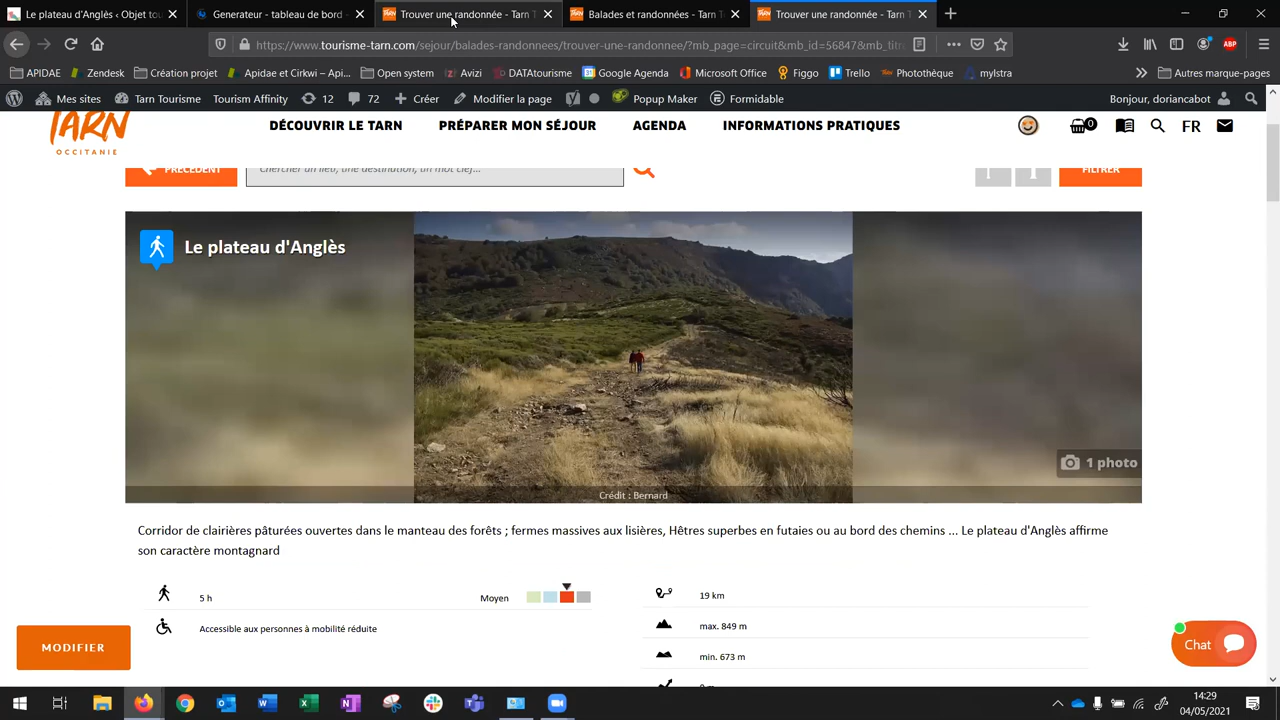 Le plateau d'Anglès ‹ Objet tou
Generateur - tableau de bord -
Trouver une randonnée - Tarn T
Balades et randonnées - Tarn To
Trouver une randonnée - Tarn T
https://www.tourisme-tarn.com/sejour/balades-randonnees/trouver-une-randonnee/?mb_page=circuit&mb_id=56847&mb_titre
APIDAE Zendesk Création projet Apidae et Cirkwi – Api... Open system Avizi DATAtourisme Google Agenda Microsoft Office Figgo Trello Photothèque myIstra Autres marque-pages
Mes sites Tarn Tourisme Tourism Affinity 12 72 Créer Modifier la page Popup Maker Formidable Bonjour, doriancabot
TARN
OCCITANIE
DÉCOUVRIR LE TARN PRÉPARER MON SÉJOUR AGENDA INFORMATIONS PRATIQUES 0 FR
PRÉCÉDENT Chercher un lieu, une destination, un mot clef... FILTRER
Le plateau d'Anglès
1 photo
Crédit : Bernard
Corridor de clairières pâturées ouvertes dans le manteau des forêts ; fermes massives aux lisières, Hêtres superbes en futaies ou au bord des chemins ... Le plateau d'Anglès affirme
son caractère montagnard
5 h Moyen 19 km
Accessible aux personnes à mobilité réduite max. 849 m
min. 673 m
MODIFIER
Chat
14:29
04/05/2021